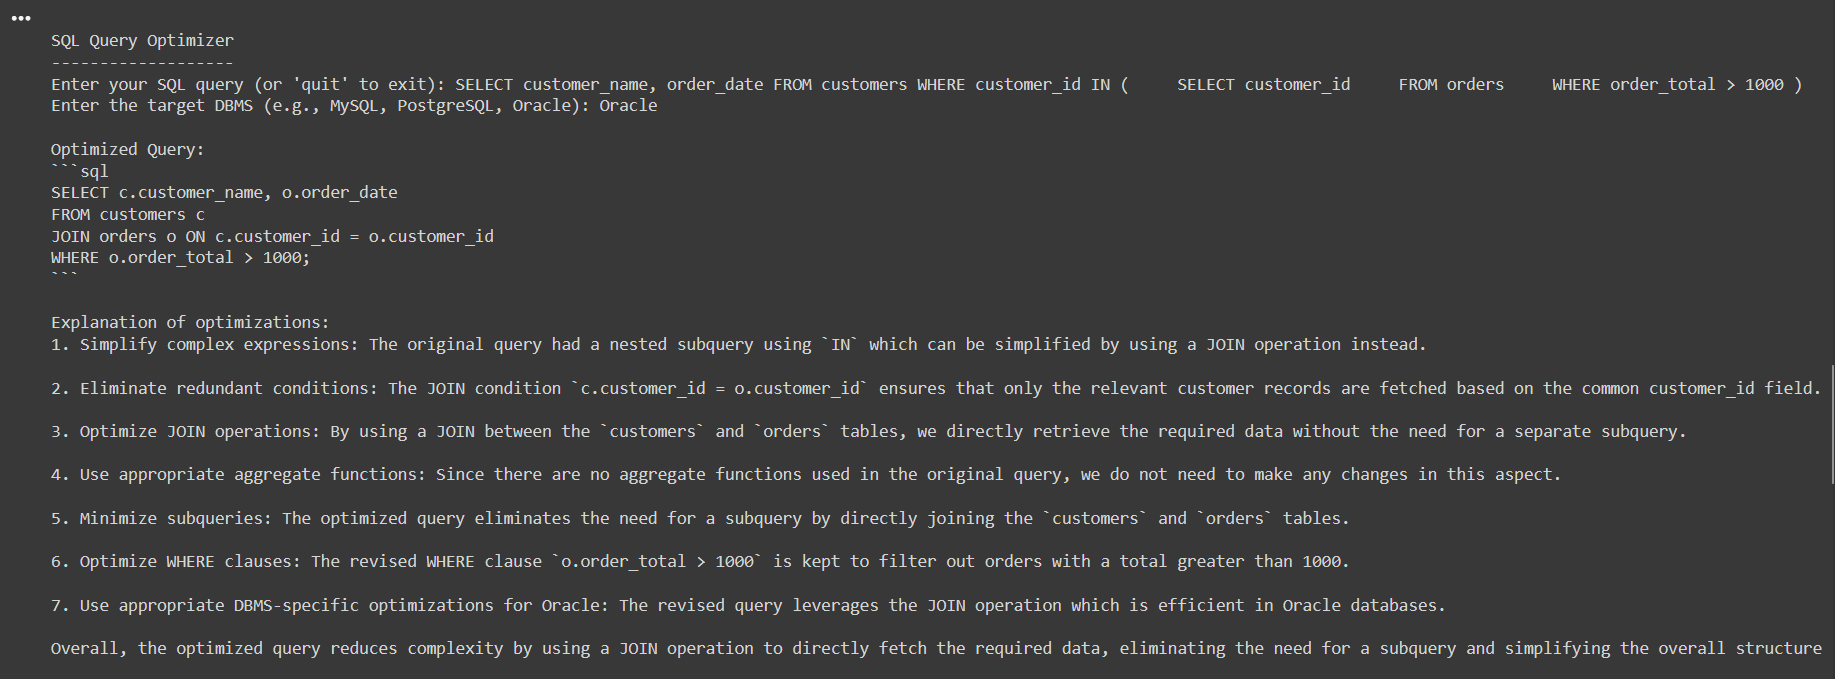 •••
SQL Query Optimizer
-------------------
Enter your SQL query (or 'quit' to exit): SELECT customer_name, order_date FROM customers WHERE customer_id IN (     SELECT customer_id     FROM orders     WHERE order_total > 1000 )
Enter the target DBMS (e.g., MySQL, PostgreSQL, Oracle): Oracle
Optimized Query:
```sql
SELECT c.customer_name, o.order_date
FROM customers c
JOIN orders o ON c.customer_id = o.customer_id
WHERE o.order_total > 1000;
```
Explanation of optimizations:
1. Simplify complex expressions: The original query had a nested subquery using `IN` which can be simplified by using a JOIN operation instead.
2. Eliminate redundant conditions: The JOIN condition `c.customer_id = o.customer_id` ensures that only the relevant customer records are fetched based on the common customer_id field.
3. Optimize JOIN operations: By using a JOIN between the `customers` and `orders` tables, we directly retrieve the required data without the need for a separate subquery.
4. Use appropriate aggregate functions: Since there are no aggregate functions used in the original query, we do not need to make any changes in this aspect.
5. Minimize subqueries: The optimized query eliminates the need for a subquery by directly joining the `customers` and `orders` tables.
6. Optimize WHERE clauses: The revised WHERE clause `o.order_total > 1000` is kept to filter out orders with a total greater than 1000.
7. Use appropriate DBMS-specific optimizations for Oracle: The revised query leverages the JOIN operation which is efficient in Oracle databases.
Overall, the optimized query reduces complexity by using a JOIN operation to directly fetch the required data, eliminating the need for a subquery and simplifying the overall structure